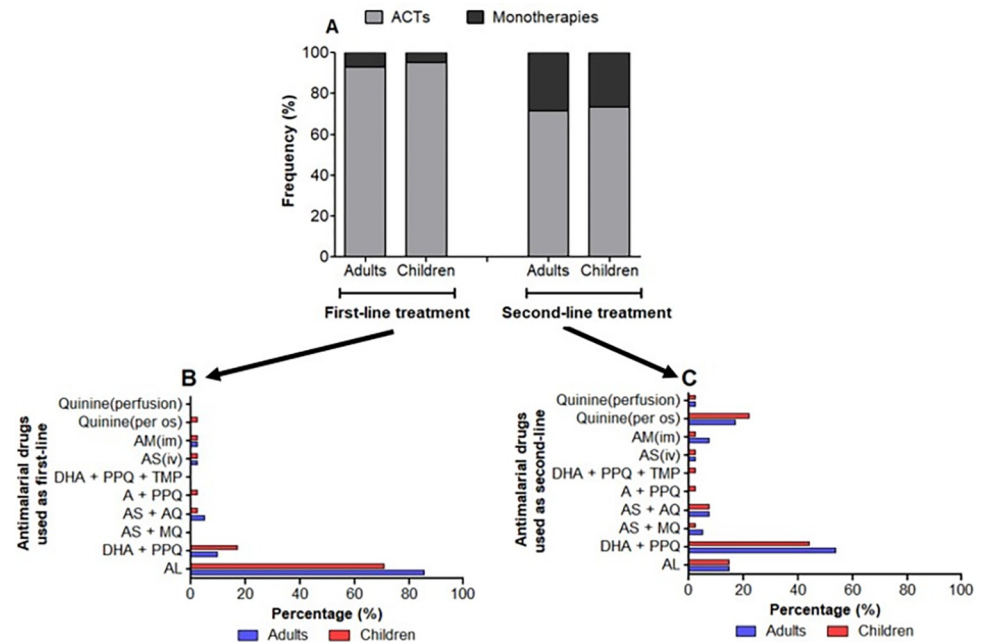 ACTs Monotherapies
A
Frequency (%)
100
80
60
40
20
0
Adults Children Adults Children
First-line treatment Second-line treatment
B
Antimalarial drugs
used as first-line
Quinine(perfusion)
Quinine(per os)
AM(im)
AS(iv)
DHA + PPQ + TMP
A + PPQ
AS + AQ
AS + MQ
DHA + PPQ
AL
0 20 40 60 80 100
Percentage (%)
Adults Children
C
Antimalarial drugs
used as second-line
Quinine(perfusion)
Quinine(per os)
AM(im)
AS(iv)
DHA + PPQ + TMP
A + PPQ
AS + AQ
AS + MQ
DHA + PPQ
AL
0 20 40 60 80 100
Percentage (%)
Adults Children